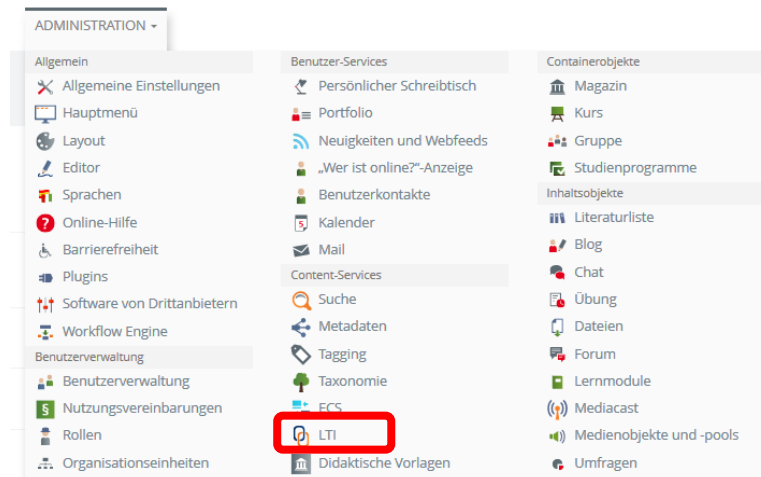 ADMINISTRATION
Allgemein
Allgemeine Einstellungen
Hauptmenü
Layout
Editor
Sprachen
Online-Hilfe
Barrierefreiheit
Plugins
Software von Drittanbietern
Workflow Engine
Benutzerverwaltung
Benutzerverwaltung
Nutzungsvereinbarungen
Rollen
Organisationseinheiten
Benutzer-Services
Persönlicher Schreibtisch
Portfolio
Neuigkeiten und Webfeeds
„Wer ist online?“-Anzeige
Benutzerkontakte
Kalender
Mail
Content-Services
Suche
Metadaten
Tagging
Taxonomie
ECS
LTI
Didaktische Vorlagen
Containerobjekte
Magazin
Kurs
Gruppe
Studienprogramme
Inhaltsobjekte
Literaturliste
Blog
Chat
Übung
Dateien
Forum
Lernmodule
Mediacast
Medienobjekte und -pools
Umfragen